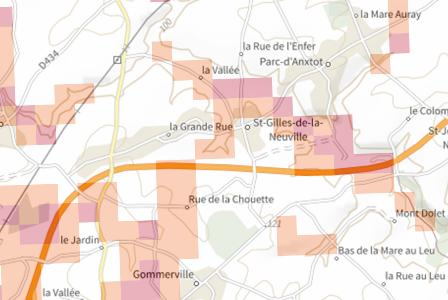 la Mare Auray
100
la Rue de l'Enfer
D434
Parc-d'Anxtot
la Vallée
le Colom
la Grande Rue
St-Gilles-de-la-
Neuville
Rue de la Chouette
Mont Dolet
121
le Jardin
Bas de la Mare au Leu
Gommerville
la Rue au Leu
la Vallée